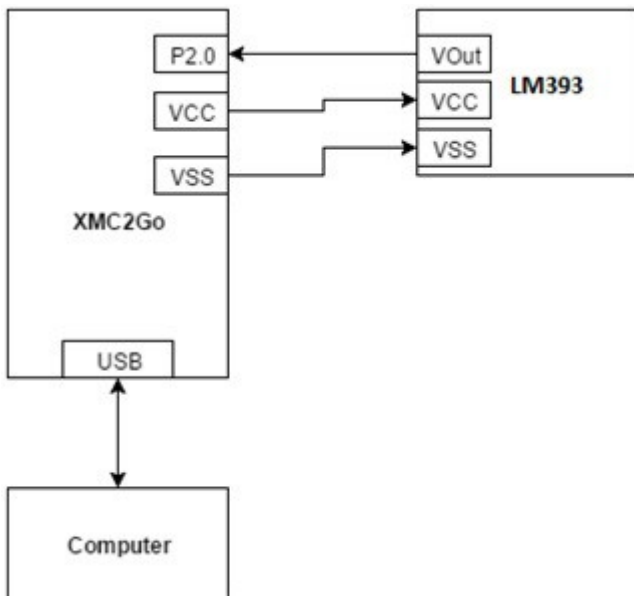 P2.0
VOut
LM393
VCC
VCC
VSS
VSS
XMC2Go
USB
Computer